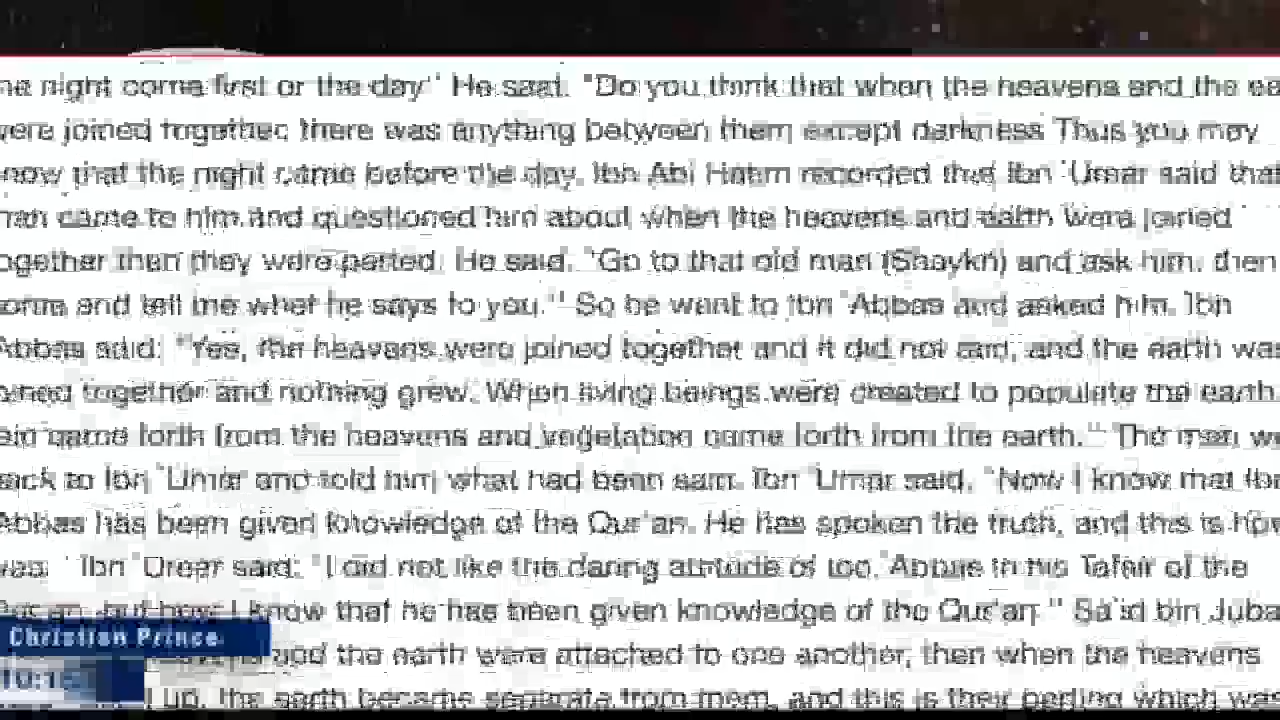 night come first or the day" He said, "Do you think that when the heavens and the
were joined together, there was anything between them except darkness Thus you may
that the night came before the day. Ibn Abi Hatim recorded that Ibn `Umar said that
man came to him and questioned him about when the heavens and earth were joined
together then they were parted. He said, "Go to that old man (Shaykh) and ask him, then
come and tell me what he says to you." So he went to Ibn `Abbas and asked him. Ibn
Abbas said: "Yes, the heavens were joined together and it did not rain, and the earth was
joined together and nothing grew. When living beings were created to populate the earth,
came forth from the heavens and vegetation came forth from the earth." The man
back to Ibn `Umar and told him what had been said. Ibn `Umar said, "Now I know that Ibn
Abbas has been given knowledge of the Qur'an. He has spoken the truth, and this is how
was. Ibn `Umar said: "I did not like the daring attitude of Ibn `Abbas in his Tafsir of the
I know that he has been given knowledge of the Qur'an." Sa`id bin
Christian Prince
and the earth were attached to one another, then when the heavens
up, the earth became separate from them, and this is their parting which was